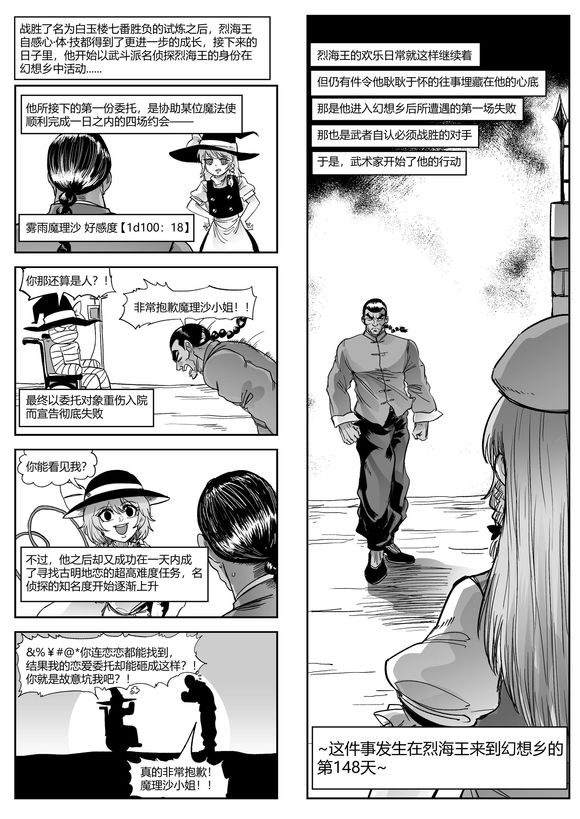 战胜了名为白玉楼七番胜负的试炼之后，烈海王
自感心·体·技都得到了更进一步的成长，接下来的
日子里，他开始以武斗派名侦探烈海王的身份在
幻想乡中活动......
他所接下的第一份委托，是协助某位魔法使
顺利完成一日之内的四场约会——
雾雨魔理沙 好感度【1d100：18】
你那还算是人？！
非常抱歉魔理沙小姐！！
最终以委托对象重伤入院
而宣告彻底失败
你能看见我？
不过，他之后却又成功在一天内成
了寻找古明地恋的超高难度任务，名
侦探的知名度开始逐渐上升
&%￥#@*你连恋恋都能找到，
结果我的恋爱委托却能砸成这样？！
你就是故意坑我吧？！
真的非常抱歉！
魔理沙小姐！！
烈海王的欢乐日常就这样继续着
但仍有件令他耿耿于怀的往事埋藏在他的心底
那是他进入幻想乡后所遭遇的第一场失败
那也是武者自认必须战胜的对手
于是，武术家开始了他的行动
~这件事发生在烈海王来到幻想乡的
第148天~